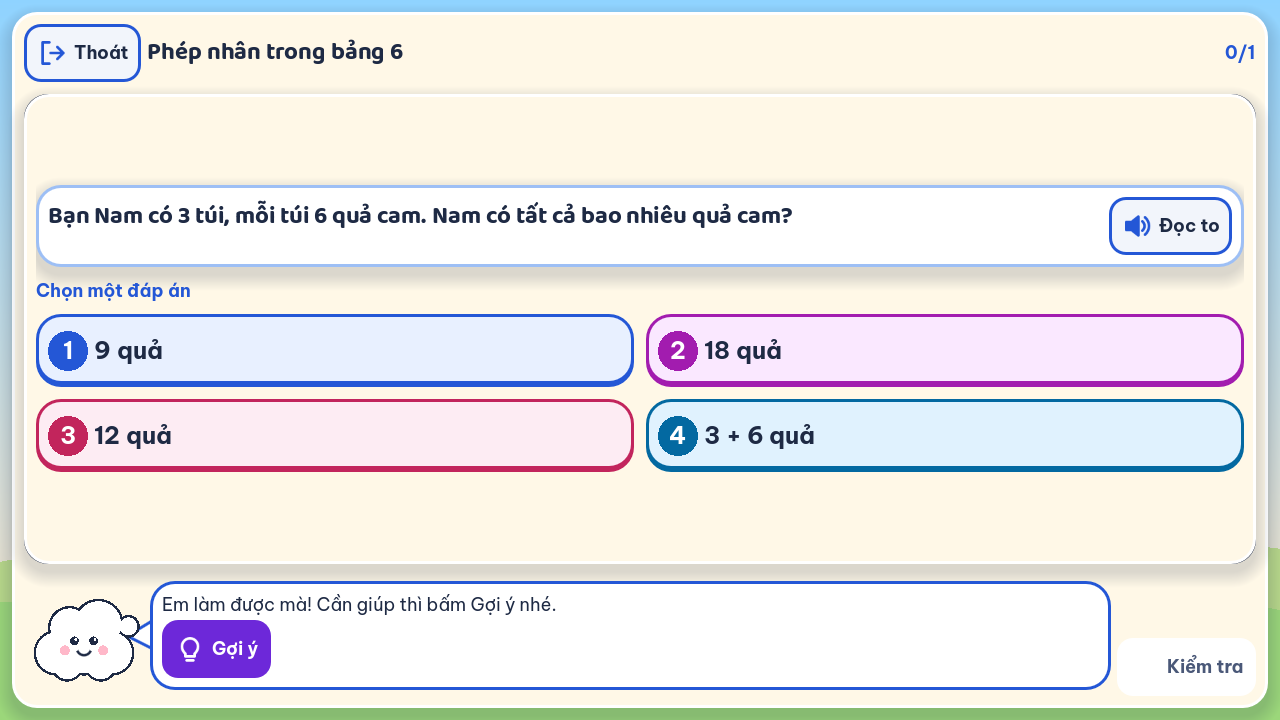 Thoát
Phép nhân trong bảng 6
0/1
Bạn Nam có 3 túi, mỗi túi 6 quả cam. Nam có tất cả bao nhiêu quả cam?
Đọc to
Chọn một đáp án
1 9 quả
2 18 quả
3 12 quả
4 3 + 6 quả
Em làm được mà! Cần giúp thì bấm Gợi ý nhé.
Gợi ý
Kiểm tra